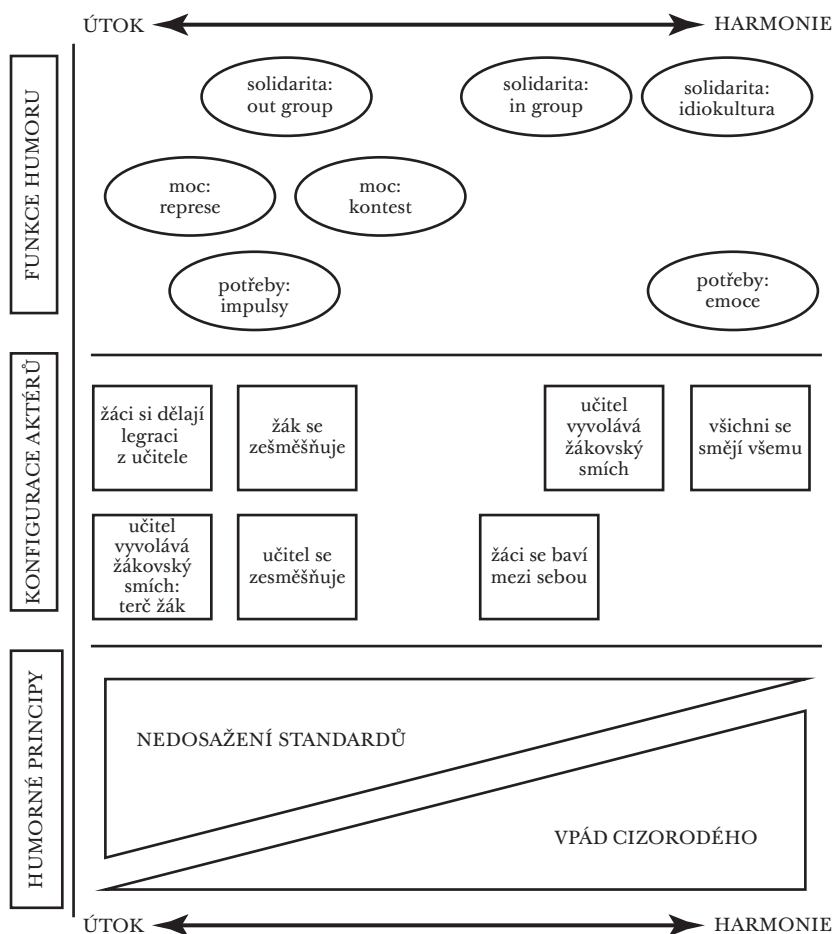 ÚTOK
HARMONIE
FUNKCE HUMORU
solidarita:
out group
solidarita:
in group
solidarita:
idiokultura
moc:
represe
moc:
kontest
potřeby:
impulsy
potřeby:
emoce
KONFIGURACE AKTÉRŮ
žáci si dělají
legraci
z učitele
žák se
zešměšňuje
učitel
vyvolává
žákovský
smích
všichni se
smějí všemu
učitel
vyvolává
žákovský
smích:
terč žák
učitel se
zesměšňuje
žáci se baví
mezi sebou
HUMORNÉ PRINCIPY
NEDOSAŽENÍ STANDARDŮ
VPÁD CIZORODÉHO
ÚTOK
HARMONIE